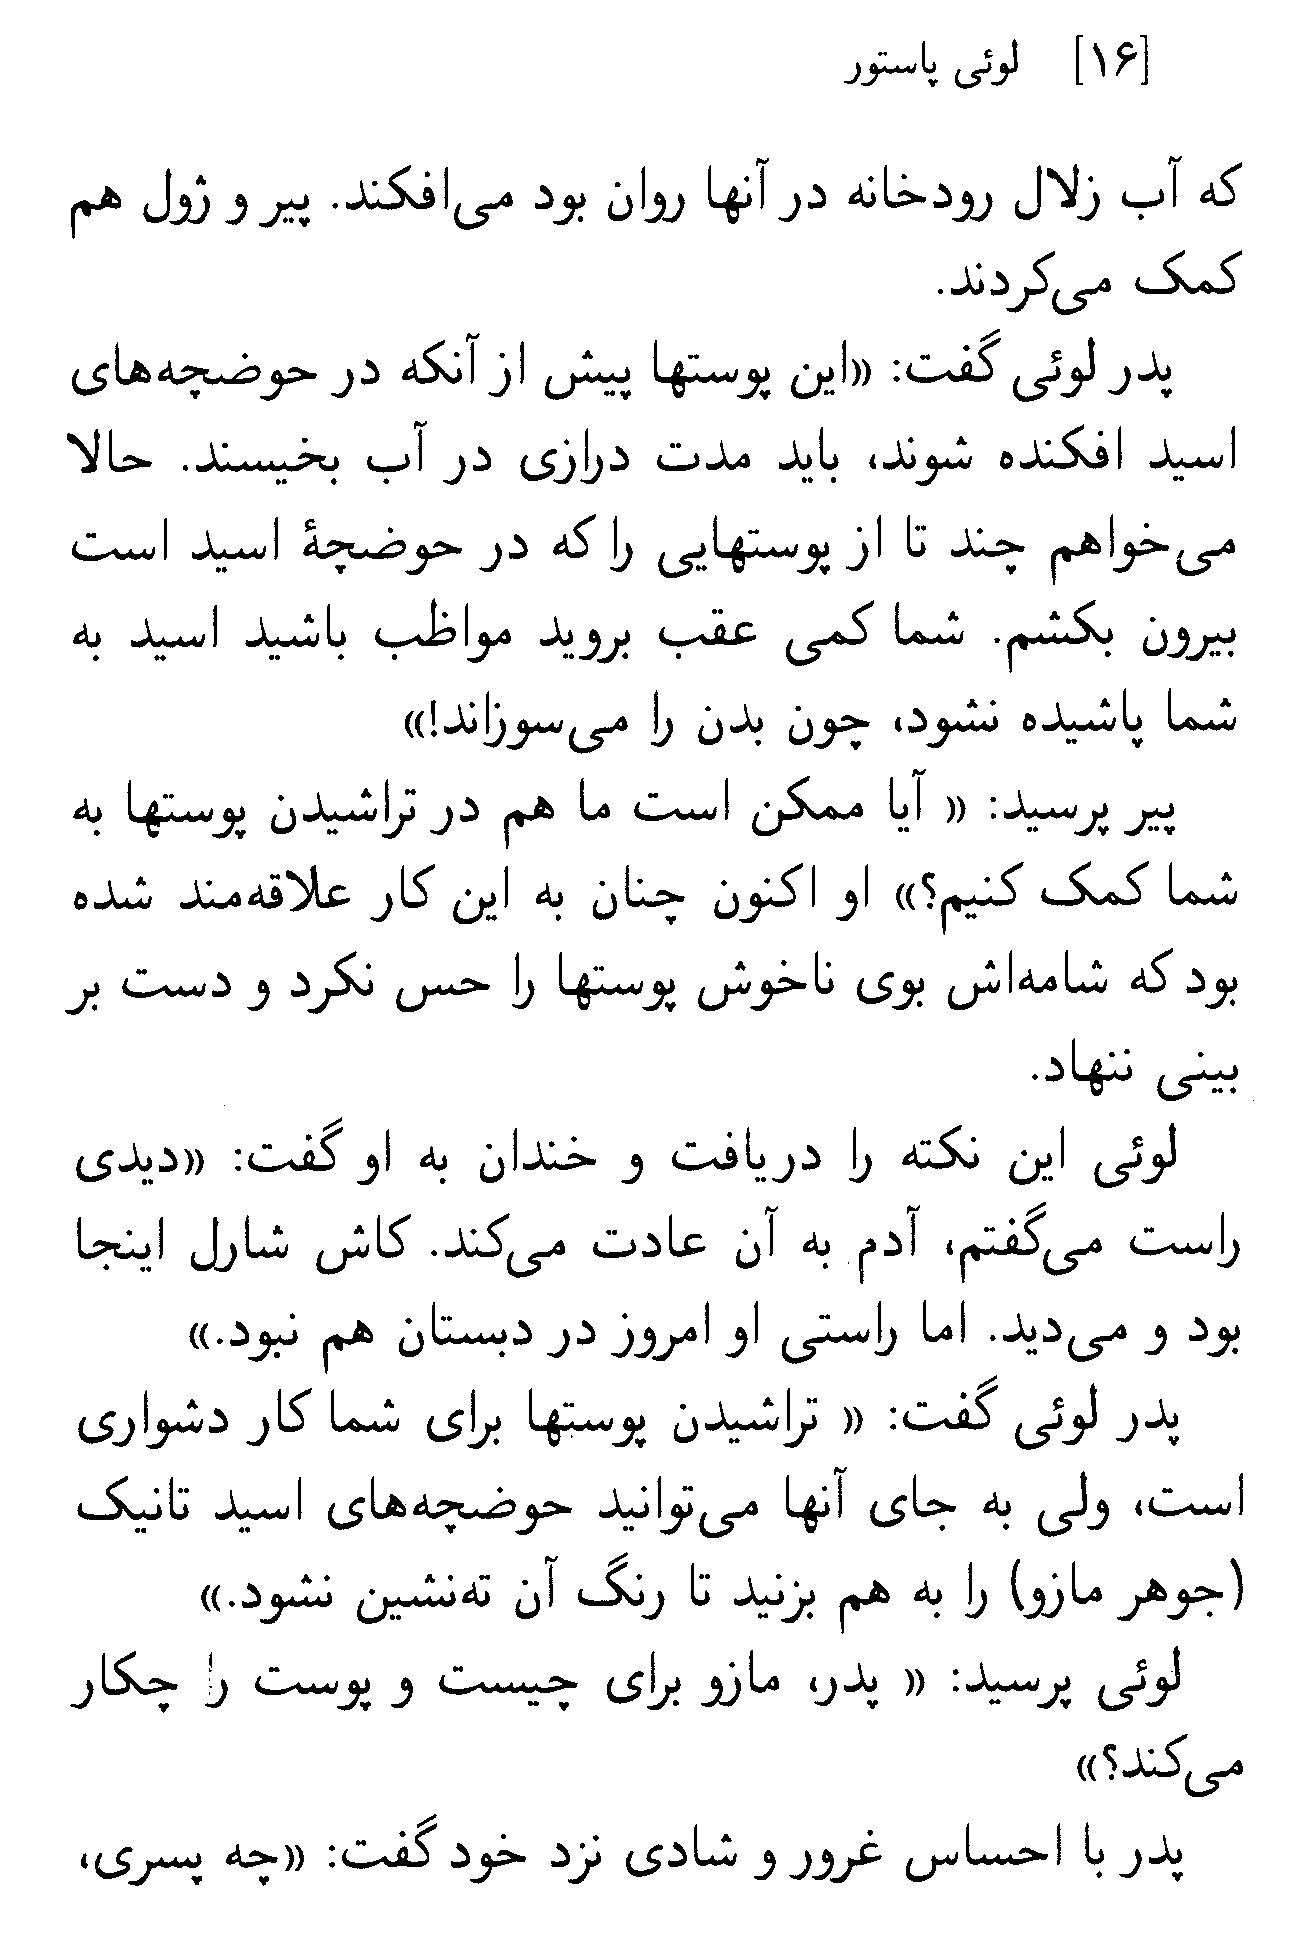 [۱۶] لوئی پاستور
که آب زلال رودخانه در آنها روان بود می‌افکند. پیر و ژول هم
کمک می‌کردند.
پدر لوئی گفت: «این پوستها پیش از آنکه در حوضچه‌های
اسید افکنده شوند، باید مدت درازی در آب بخیسند. حالا
می‌خواهم چند تا از پوستهایی را که در حوضچهٔ اسید است
بیرون بکشم. شما کمی عقب بروید مواظب باشید اسید به
شما پاشیده نشود، چون بدن را می‌سوزاند!»
پیر پرسید: « آیا ممکن است ما هم در تراشیدن پوستها به
شما کمک کنیم؟» او اکنون چنان به این کار علاقه‌مند شده
بود که شامه‌اش بوی ناخوش پوستها را حس نکرد و دست بر
بینی ننهاد.
لوئی این نکته را دریافت و خندان به او گفت: «دیدی
راست می‌گفتم، آدم به آن عادت می‌کند. کاش شارل اینجا
بود و می‌دید. اما راستی او امروز در دبستان هم نبود.»
پدر لوئی گفت: « تراشیدن پوستها برای شما کار دشواری
است، ولی به جای آنها می‌توانید حوضچه‌های اسید تانیک
(جوهر مازو) را به هم بزنید تا رنگ آن ته‌نشین نشود.»
لوئی پرسید: « پدر، مازو برای چیست و پوست را چکار
می‌کند؟»
پدر با احساس غرور و شادی نزد خود گفت: «چه پسری،